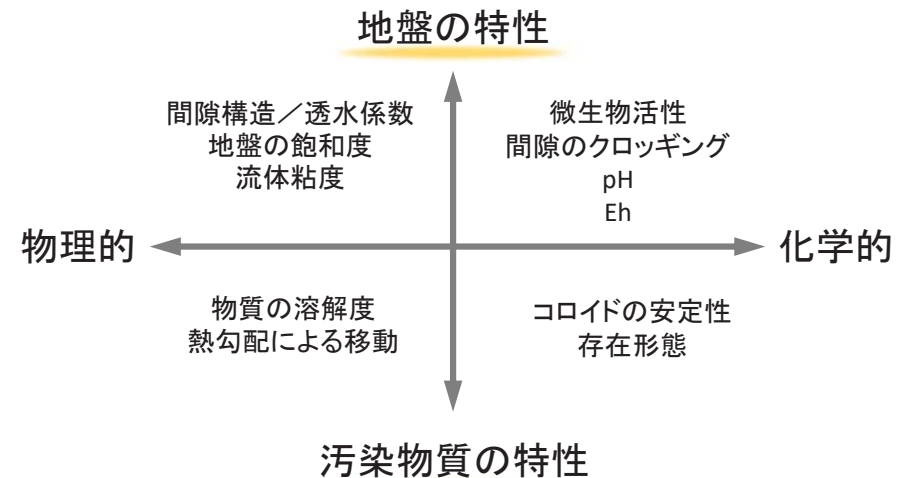 地盤の特性
間隙構造／透水係数
地盤の飽和度
流体粘度
微生物活性
間隙のクロッギング
pH
Eh
物理的
化学的
物質の溶解度
熱勾配による移動
コロイドの安定性
存在形態
汚染物質の特性